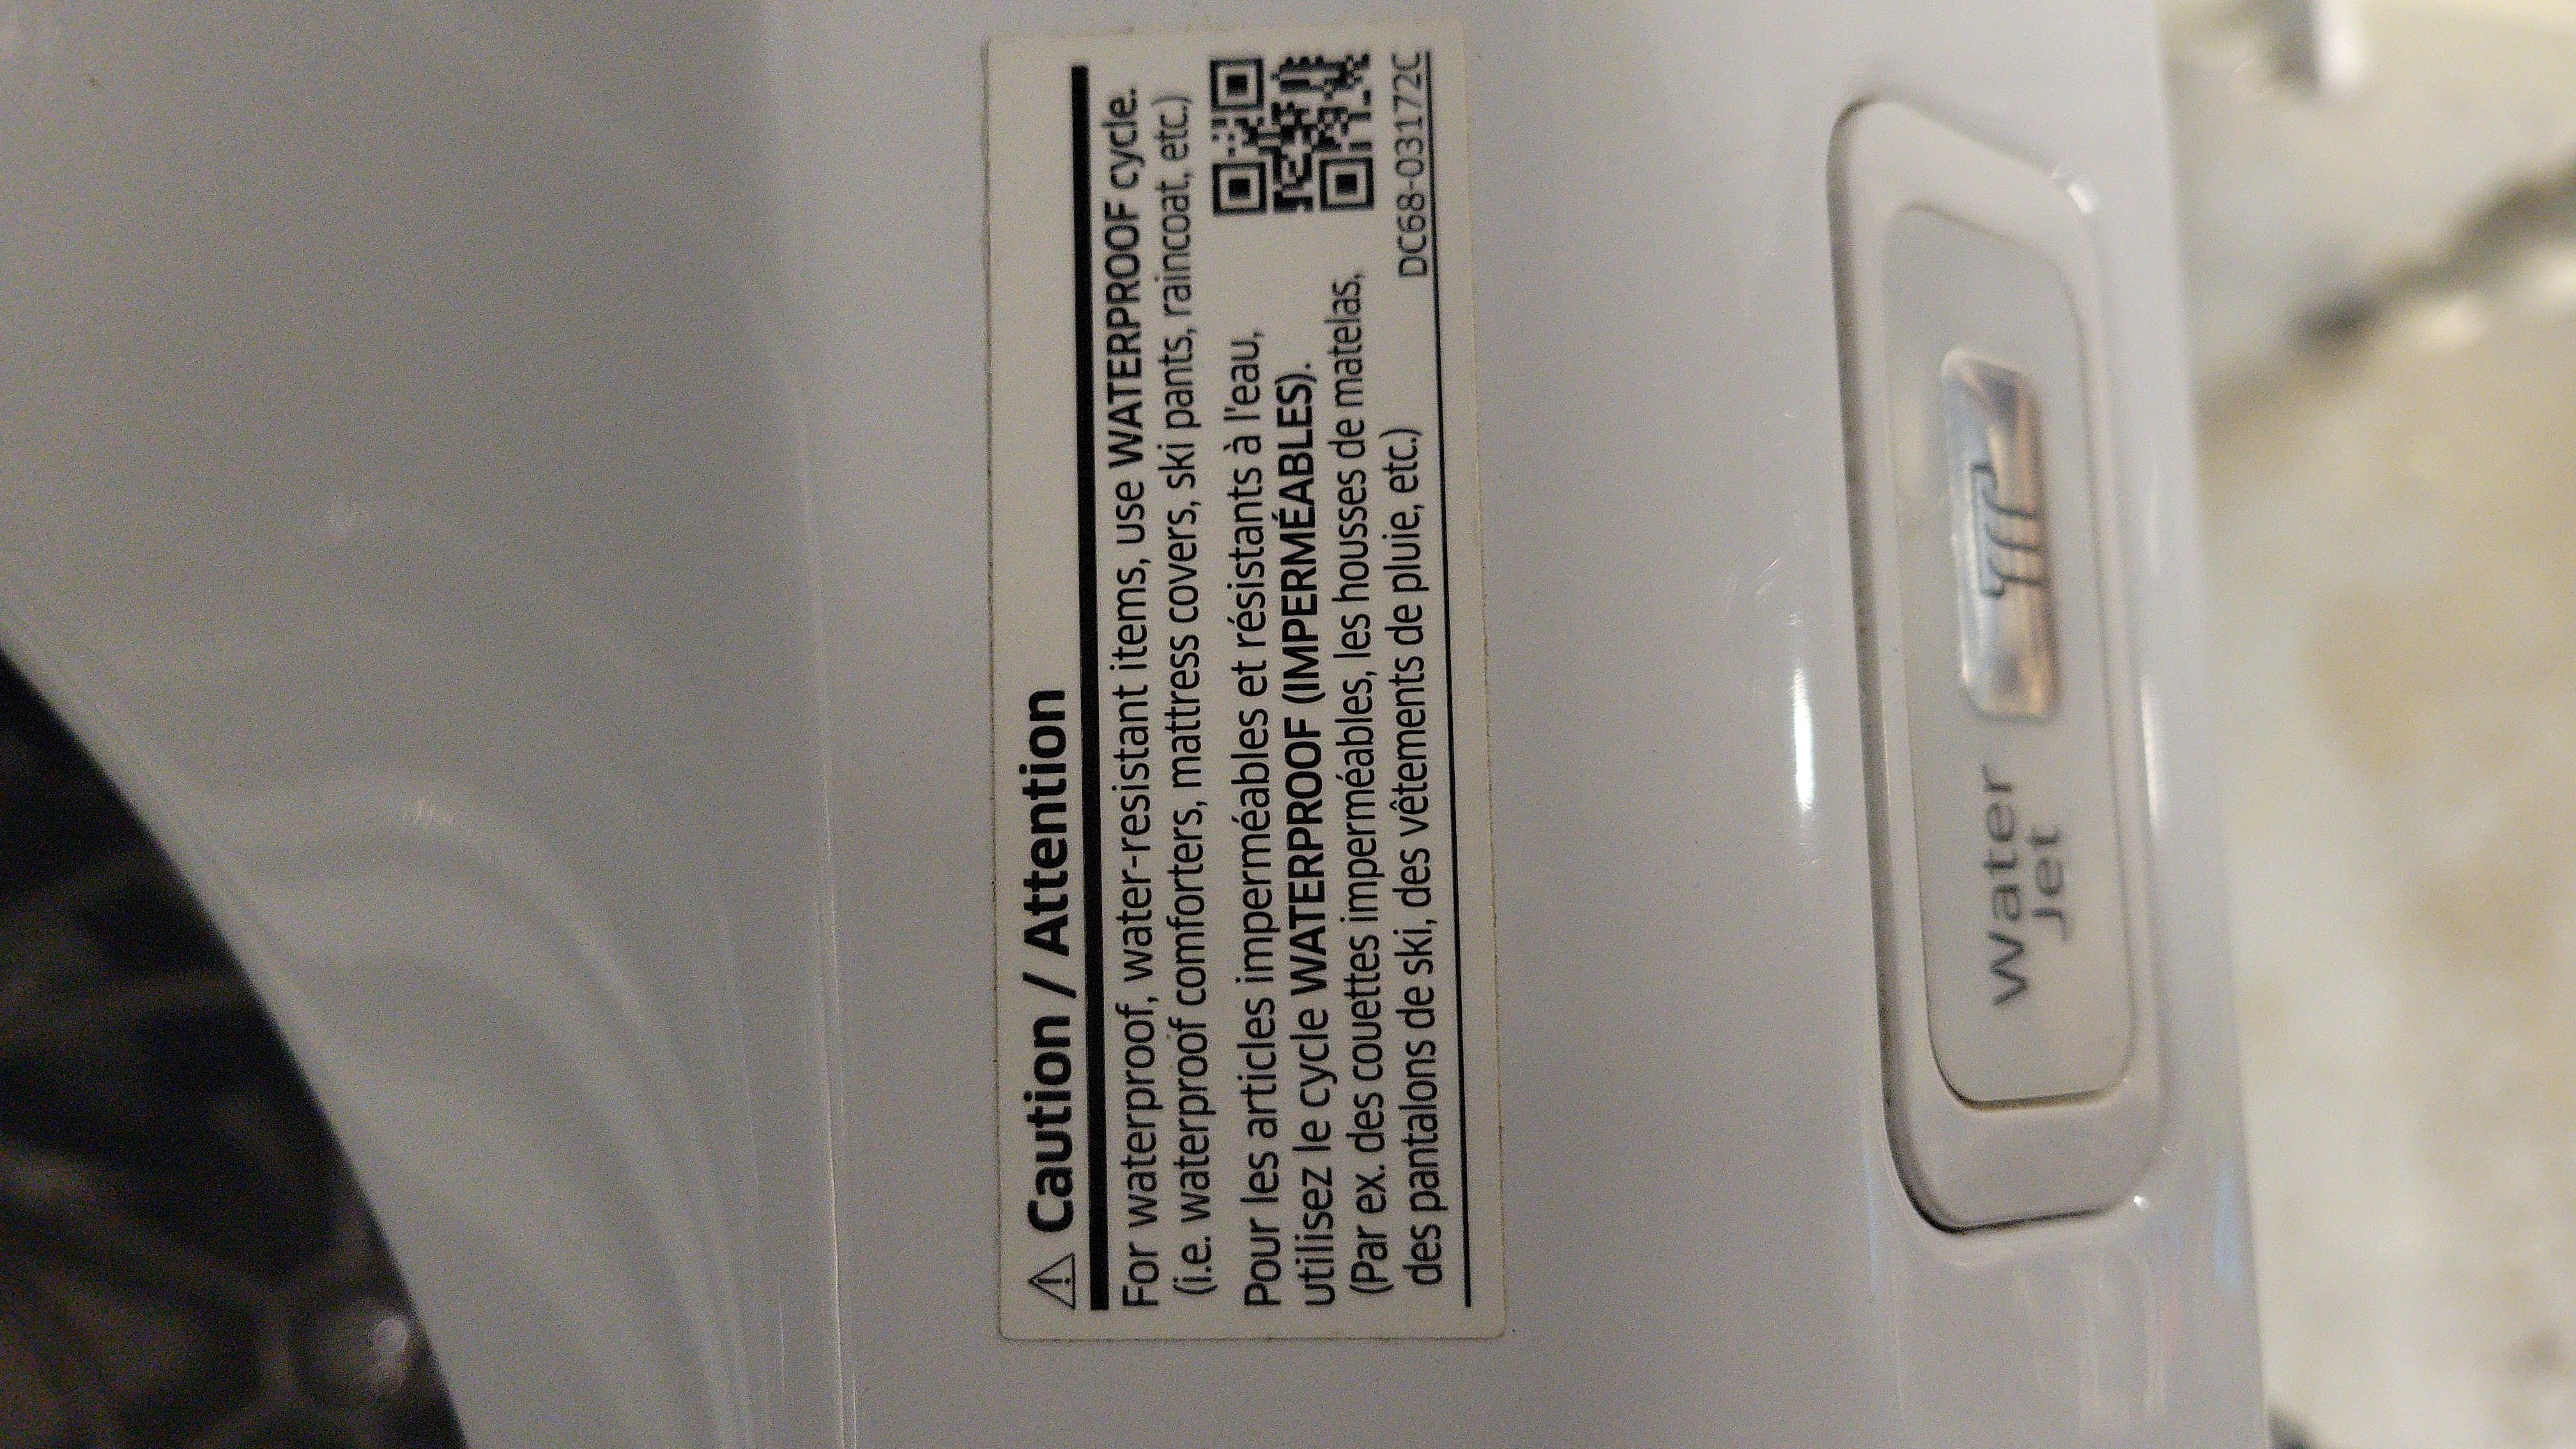 ⚠ Caution / Attention
For waterproof, water-resistant items, use WATERPROOF cycle.
(i.e. waterproof comforters, mattress covers, ski pants, raincoat, etc.)
Pour les articles imperméables et résistants à l'eau,
utilisez le cycle WATERPROOF (IMPERMÉABLES).
(Par ex. des couettes imperméables, les housses de matelas,
des pantalons de ski, des vêtements de pluie, etc.)
DC68-03172C
Water
Jet